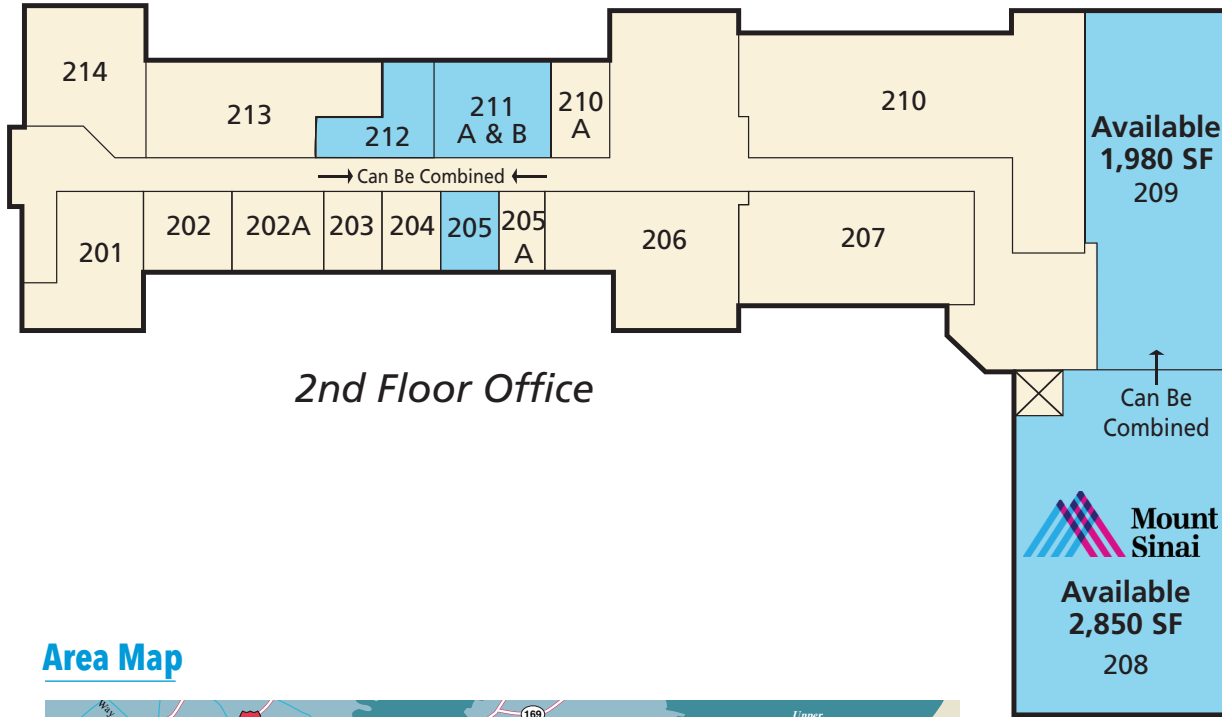 214
213
212
211
A & B
210
A
210
Available
1,980 SF
209
Can Be Combined
201
202
202A
203
204
205
205
A
206
207
2nd Floor Office
Can Be
Combined
Mount
Sinai
Available
2,850 SF
208
Area Map
Way
169
Upper